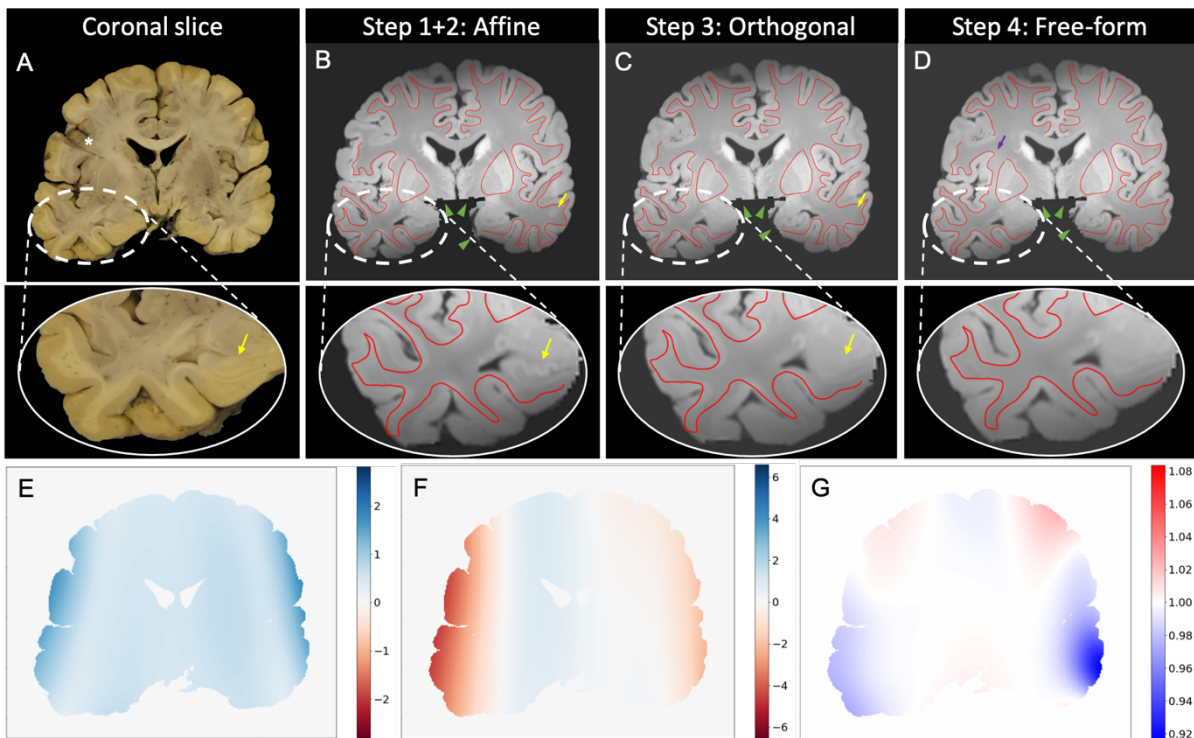 Coronal slice
Step 1+2: Affine
Step 3: Orthogonal
Step 4: Free-form
A
B
C
D
*
E
2
1
0
−1
−2
F
6
4
2
0
−2
−4
−6
G
1.08
1.06
1.04
1.02
1.00
0.98
0.96
0.94
0.92